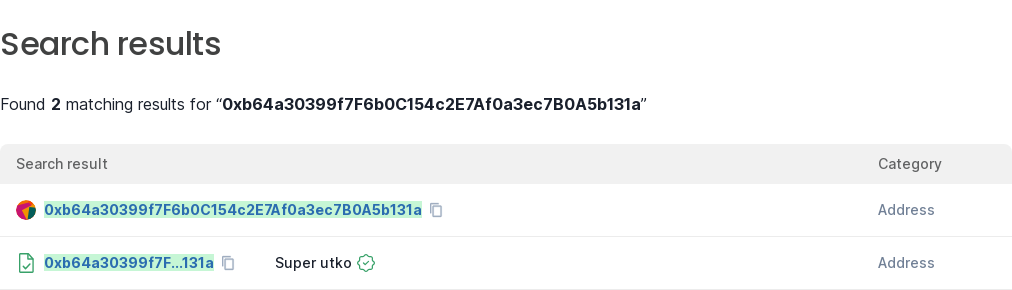 Search results
Found 2 matching results for “0xb64a30399f7F6b0C154c2E7Af0a3ec7B0A5b131a”
Search result Category
0xb64a30399f7F6b0C154c2E7Af0a3ec7B0A5b131a Address
0xb64a30399f7F...131a Super utko Address